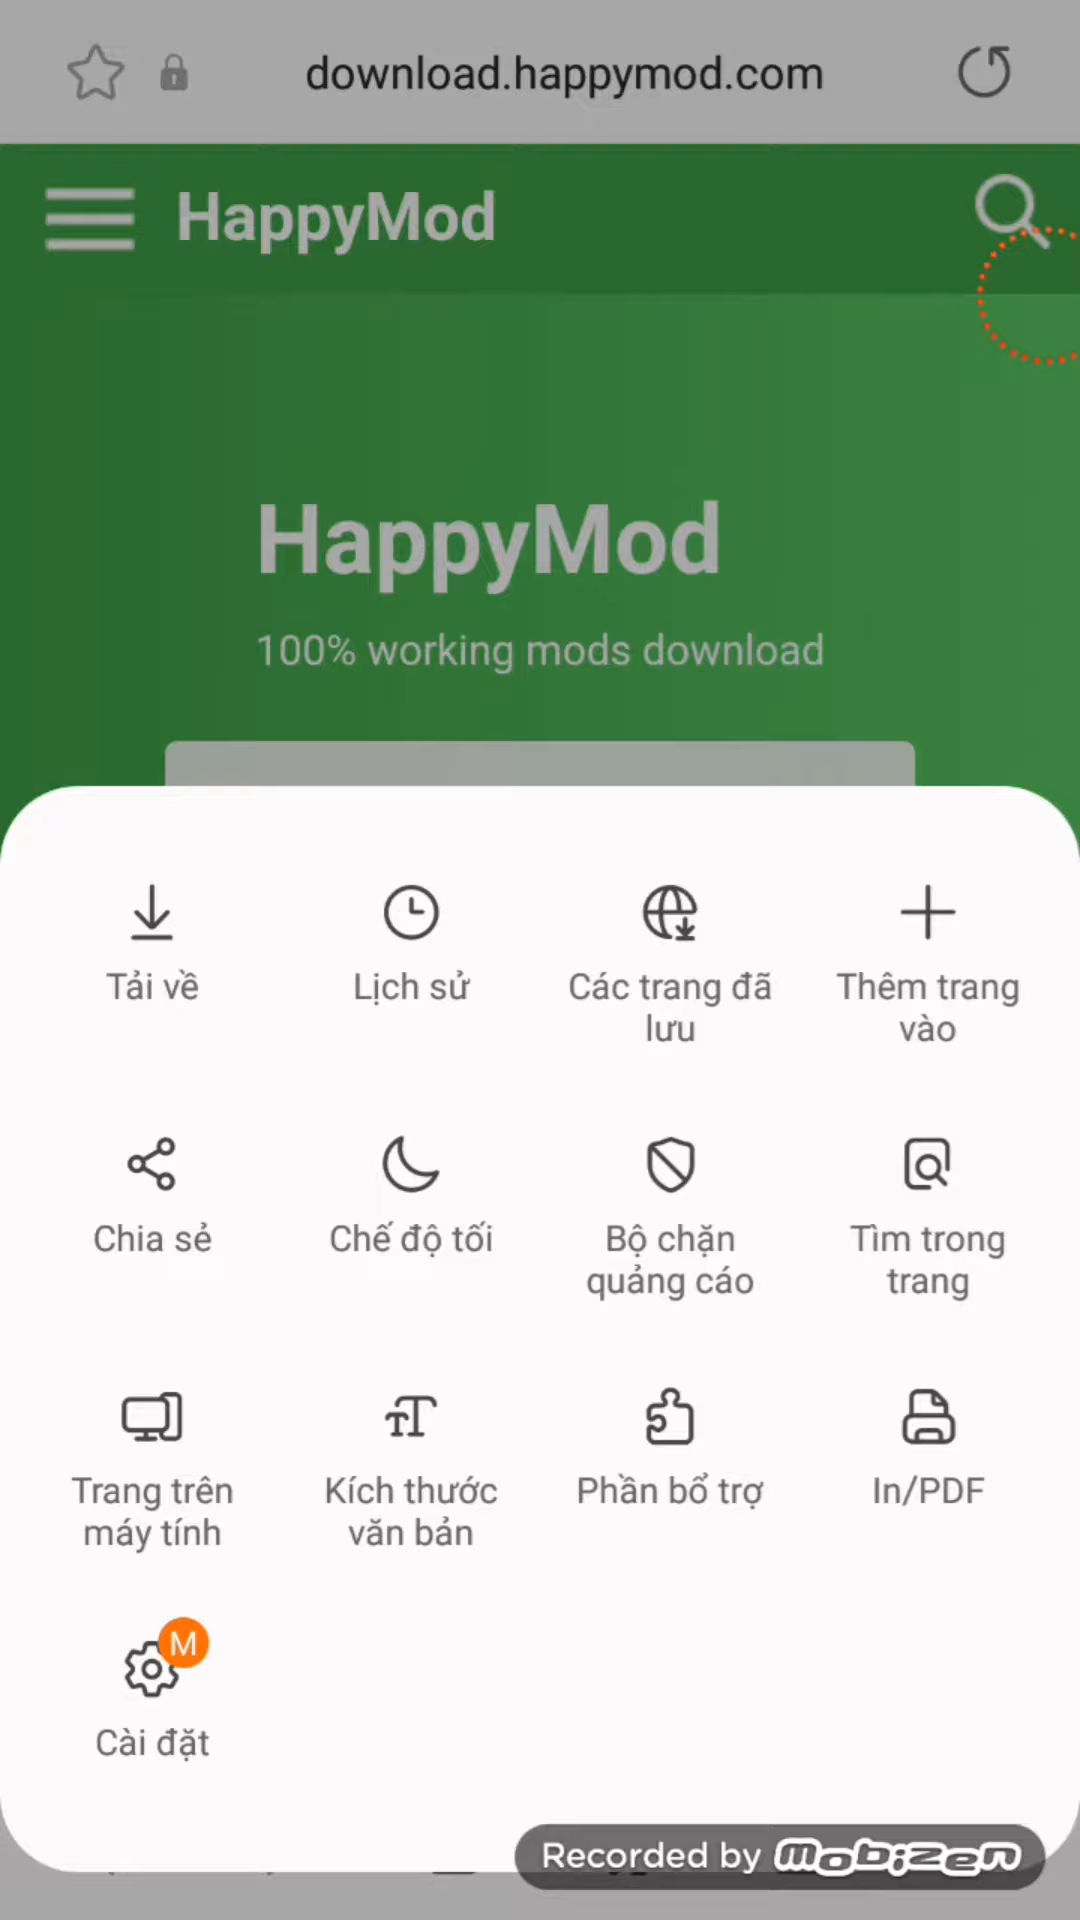 download.happymod.com
HappyMod
HappyMod
100% working mods download
Tải về
Lịch sử
Các trang đã
lưu
Thêm trang
vào
Chia sẻ
Chế độ tối
Bộ chặn
quảng cáo
Tìm trong
trang
Trang trên
máy tính
Kích thước
văn bản
Phần bổ trợ
In/PDF
M
Cài đặt
Recorded by mobizen